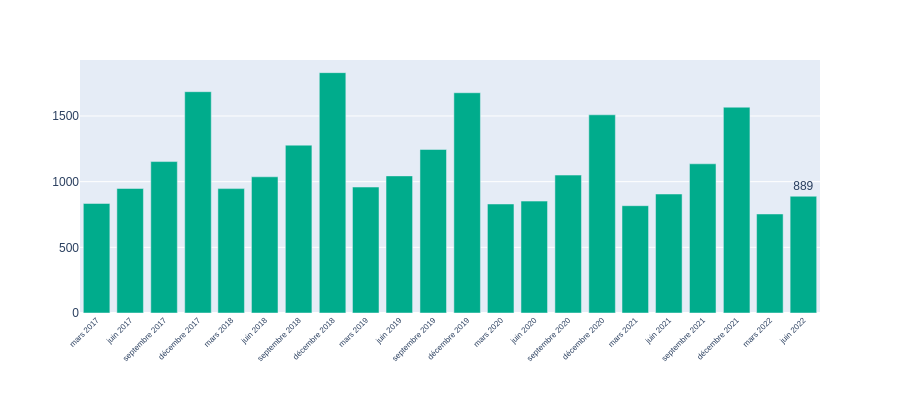 1500
1000
500
0
889
mars 2017
juin 2017
septembre 2017
décembre 2017
mars 2018
juin 2018
septembre 2018
décembre 2018
mars 2019
juin 2019
septembre 2019
décembre 2019
mars 2020
juin 2020
septembre 2020
décembre 2020
mars 2021
juin 2021
septembre 2021
décembre 2021
mars 2022
juin 2022